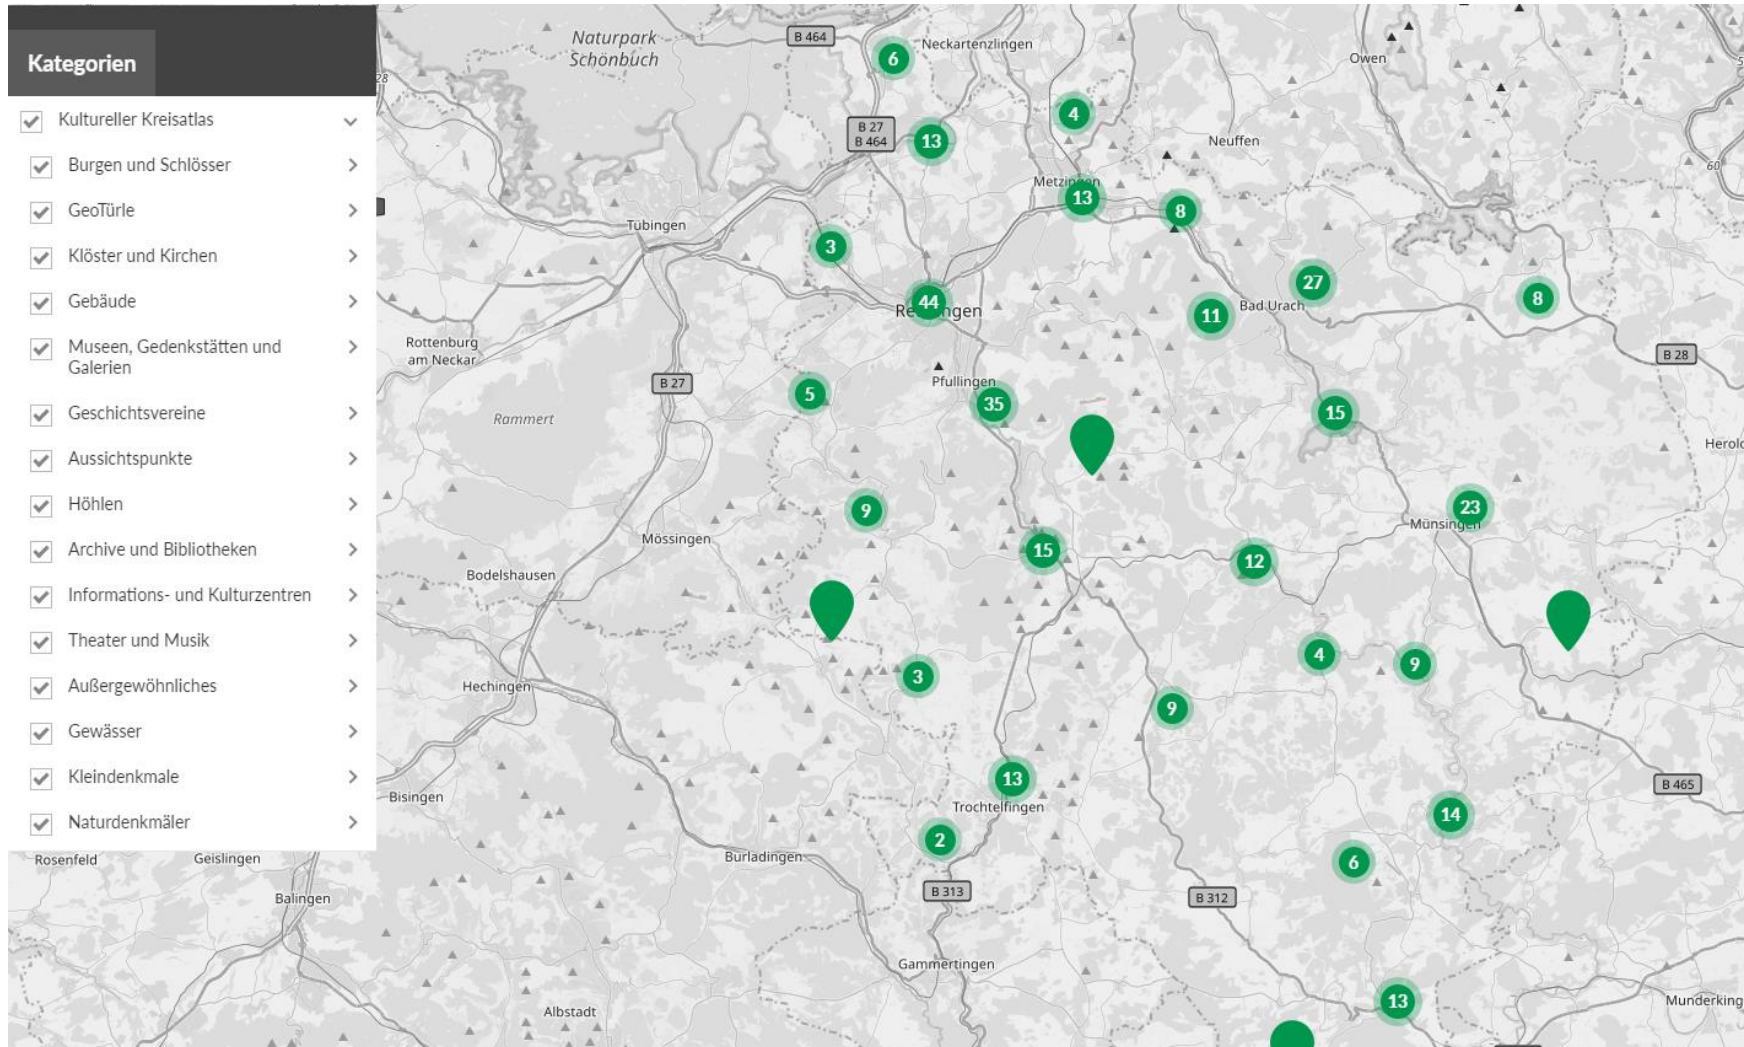 Kategorien
Kultureller Kreisatlas
Burgen und Schlösser
GeoTürle
Klöster und Kirchen
Gebäude
Museen, Gedenkstätten und
Galerien
Geschichtsvereine
Aussichtspunkte
Höhlen
Archive und Bibliotheken
Informations- und Kulturzentren
Theater und Musik
Außergewöhnliches
Gewässer
Kleindenkmale
Naturdenkmäler
Naturpark
Schönbuch
B 464
6
Neckartenzlingen
Owen
28
4
B 27
B 464
13
Neuffen
Metzingen
13
8
60
Tübingen
3
27
8
44
Bad Urach
11
Rottenburg
am Neckar
B 28
B 27
Pfullingen
5
35
15
Rammert
9
23
Münsingen
Mössingen
15
12
Bodelshausen
4
9
Hechingen
3
9
13
B 465
Bisingen
Trochtelfingen
14
2
6
Rosenfeld
Geislingen
Burladingen
B 313
B 312
Balingen
Gammertingen
13
Albstadt